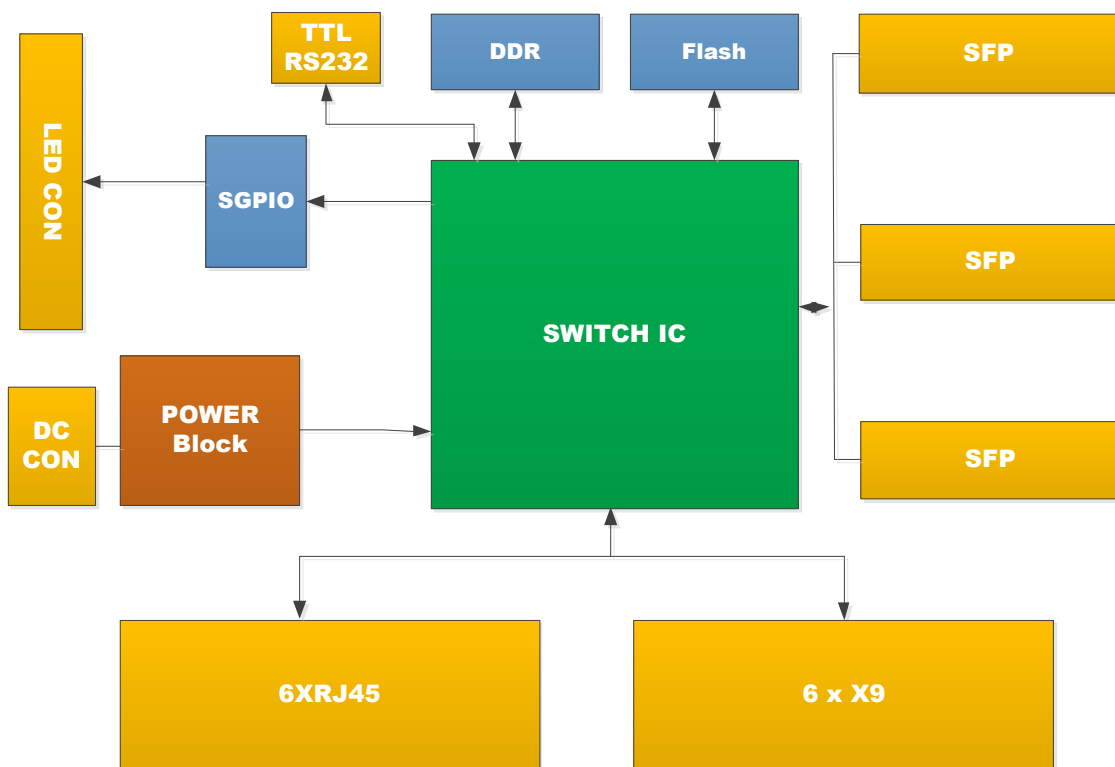 TTL
RS232
DDR
Flash
SFP
LED CON
SGPIO
SFP
SWITCH IC
DC
CON
POWER
Block
SFP
6XRJ45
6 x X9